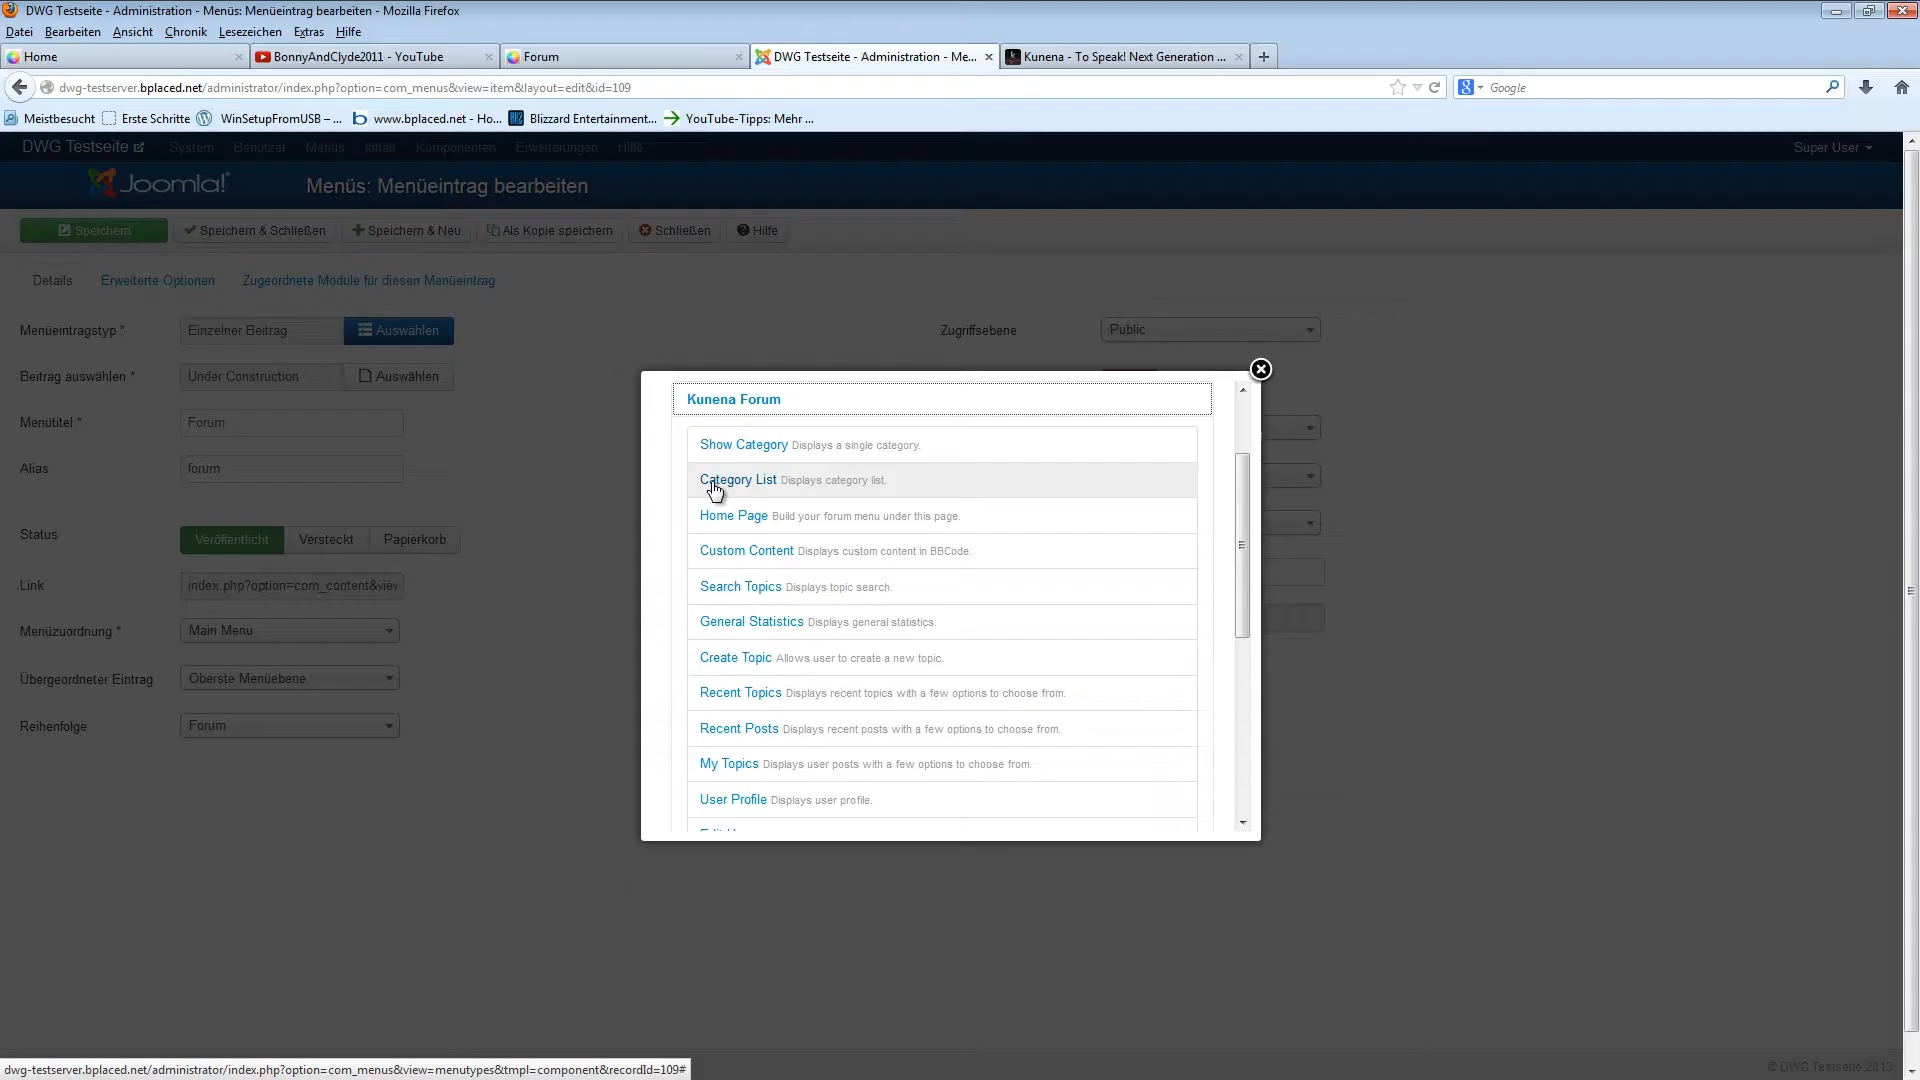 DWG Testseite - Administration - Menüs: Menüeintrag bearbeiten - Mozilla Firefox
Datei Bearbeiten Ansicht Chronik Lesezeichen Extras Hilfe
Home
BonnyAndClyde2011 - YouTube
Forum
DWG Testseite - Administration - Me...
Kunena - To Speak! Next Generation ...
dwg-testserver.bplaced.net/administrator/index.php?option=com_menus&view=item&layout=edit&id=109
Google
Meistbesucht Erste Schritte WinSetupFromUSB – ... www.bplaced.net - Ho... Blizzard Entertainment... YouTube-Tipps: Mehr ...
DWG Testseite System Benutzer Menüs Inhalt Komponenten Erweiterungen Hilfe Super User
Joomla! Menüs: Menüeintrag bearbeiten
Speichern Speichern & Schließen Speichern & Neu Als Kopie speichern Schließen Hilfe
Details Erweiterte Optionen Zugeordnete Module für diesen Menüeintrag
Menüeintragstyp * Einzelner Beitrag Auswählen Zugriffsebene Public
Beitrag auswählen * Under Construction Auswählen
Menütitel * Forum
Alias forum
Status Veröffentlicht Versteckt Papierkorb
Link index.php?option=com_content&view
Menüzuordnung * Main Menu
Übergeordneter Eintrag Oberste Menüebene
Reihenfolge Forum
Kunena Forum
Show Category Displays a single category.
Category List Displays category list.
Home Page Build your forum menu under this page.
Custom Content Displays custom content in BBCode.
Search Topics Displays topic search.
General Statistics Displays general statistics.
Create Topic Allows user to create a new topic.
Recent Topics Displays recent topics with a few options to choose from.
Recent Posts Displays recent posts with a few options to choose from.
My Topics Displays user posts with a few options to choose from.
User Profile Displays user profile.
© DWG Testseite 2013
dwg-testserver.bplaced.net/administrator/index.php?option=com_menus&view=menutypes&tmpl=component&recordId=109#